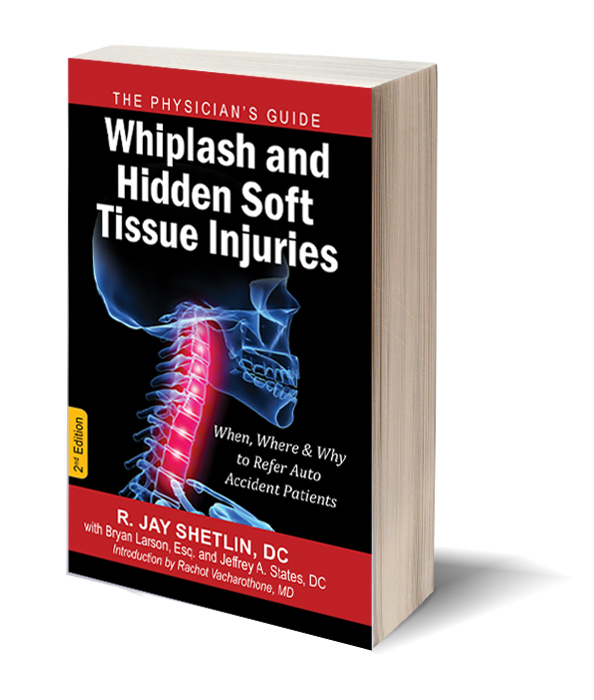 THE PHYSICIAN'S GUIDE
Whiplash and
Hidden Soft
Tissue Injuries
When, Where & Why
to Refer Auto
Accident Patients
2nd Edition
R. JAY SHETLIN, DC
with Bryan Larson, Esq. and Jeffrey A. States, DC
Introduction by Rachot Vacharothone, MD